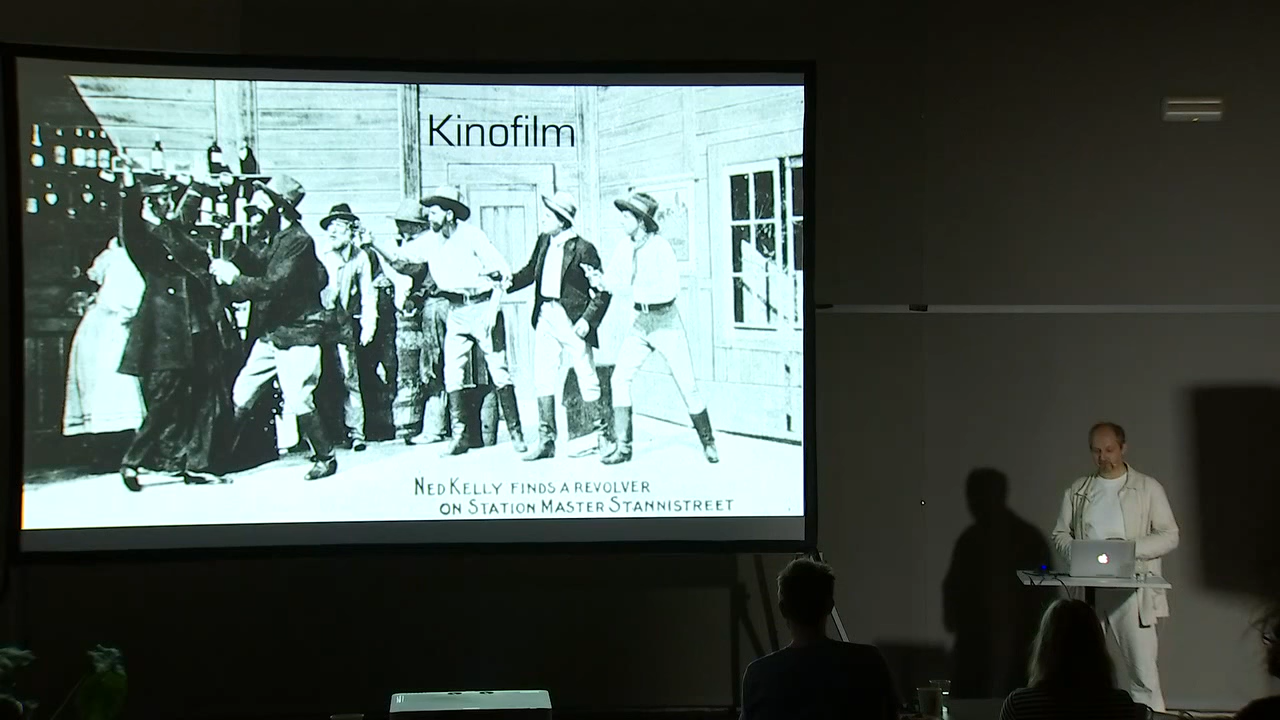 Kinofilm
NED KELLY FINDS A REVOLVER
ON STATION MASTER STANNISTREET